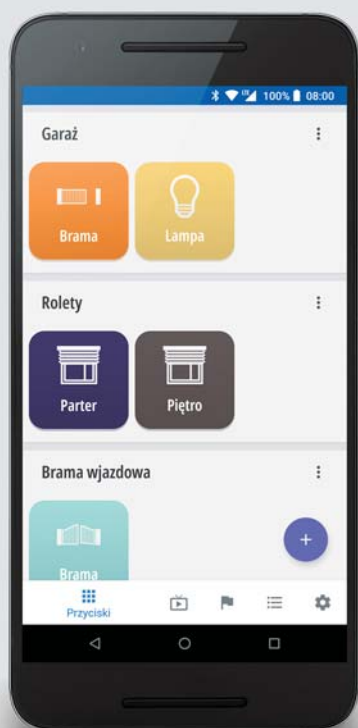 100% 08:00
Garaż
Brama
Lampa
Rolety
Parter
Piętro
Brama wjazdowa
Brama
Przyciski